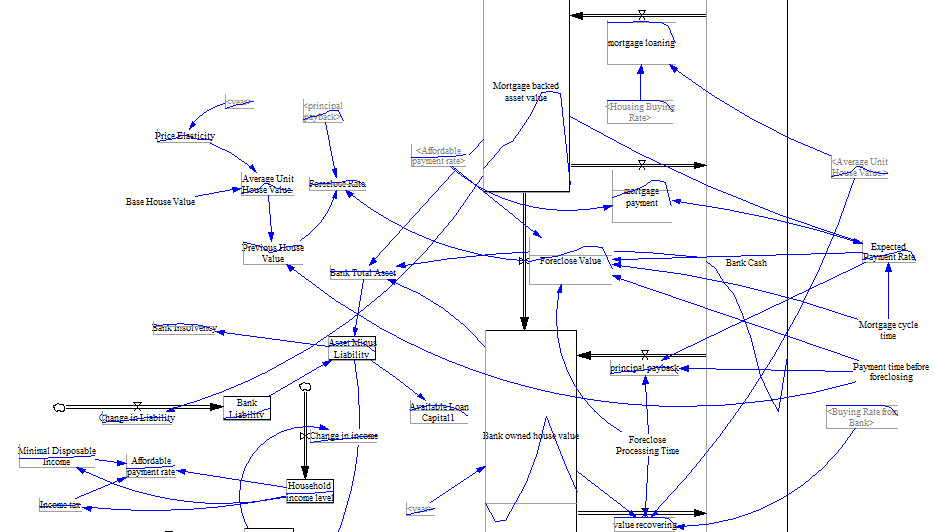 mortgage loaning
Mortgage backed
asset value
<Housing Buying
Rate>
<year>
<principal
payback>
Price Elasticity
<Affordable
payment rate>
<Average Unit
House Value>
Average Unit
House Value
Foreclose Rate
Base House Value
mortgage
payment
Previous House
Value
Expected
Payment Rate
Foreclose Value
Bank Cash
Bank Total Asset
Bank Insolvency
Mortgage cycle
time
Asset Minus
Liability
principal payback
Payment time before
foreclosing
Bank
Liability
Change in Liability
Available Loan
Capital1
<Buying Rate from
Bank>
Change in income
Bank owned house value
Foreclose
Processing Time
Minimal Disposable
Income
Affordable
payment rate
Household
income level
Income tax
<year>
value recovering